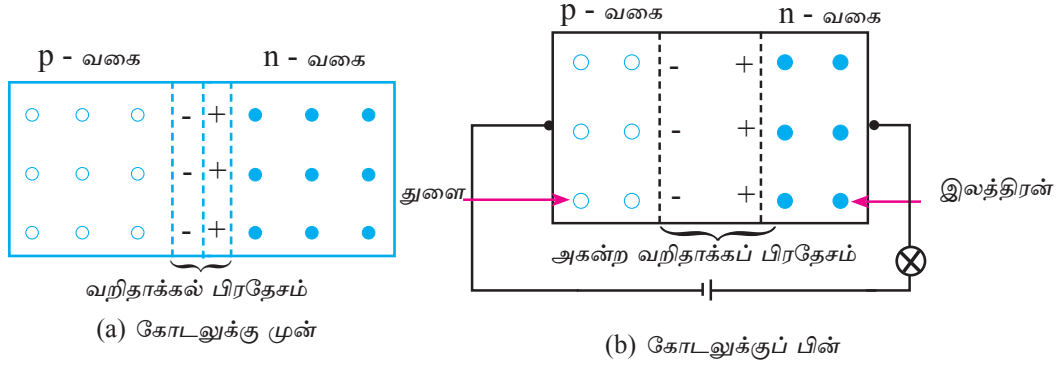 p - வகை
n - வகை
- +
- +
- +
வறிதாக்கல் பிரதேசம்
(a) கோடலுக்கு முன்
p - வகை
n - வகை
- +
- +
- +
துளை
இலத்திரன்
அகன்ற வறிதாக்கப் பிரதேசம்
(b) கோடலுக்குப் பின்